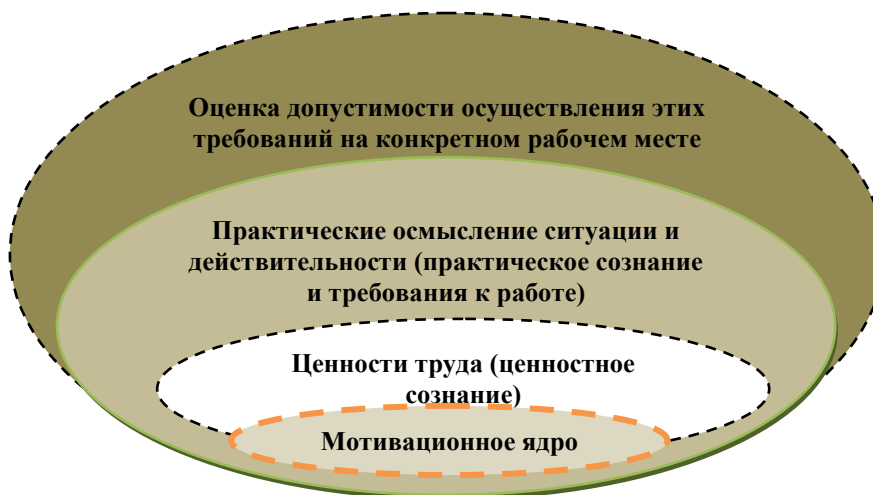 Оценка допустимости осуществления этих
требований на конкретном рабочем месте
Практические осмысление ситуации и
действительности (практическое сознание
и требования к работе)
Ценности труда (ценностное
сознание)
Мотивационное ядро